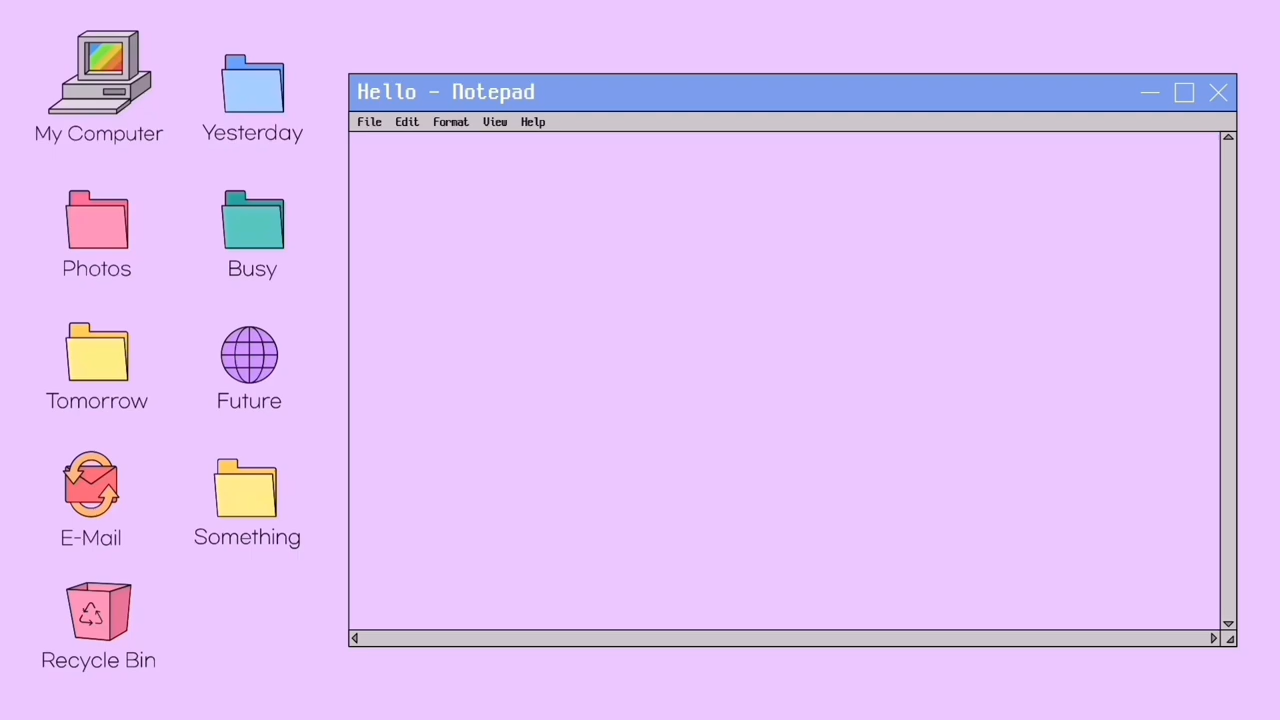 My Computer
Yesterday
Photos
Busy
Tomorrow
Future
E-Mail
Something
Recycle Bin
Hello - Notepad
File Edit Format View Help